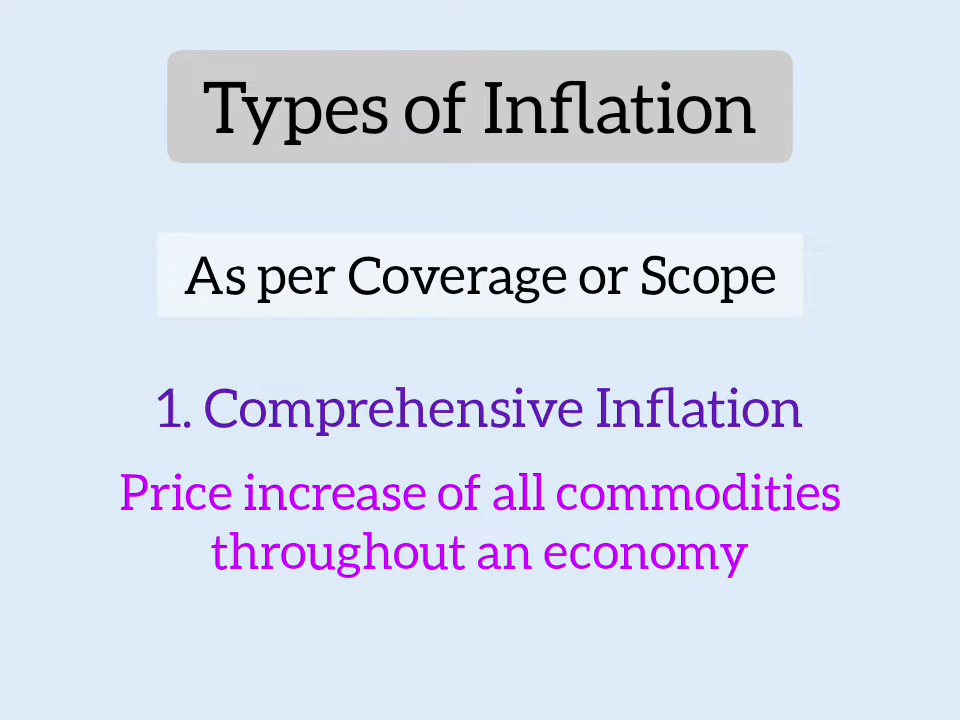 Types of Inflation
As per Coverage or Scope
1. Comprehensive Inflation
Price increase of all commodities
throughout an economy